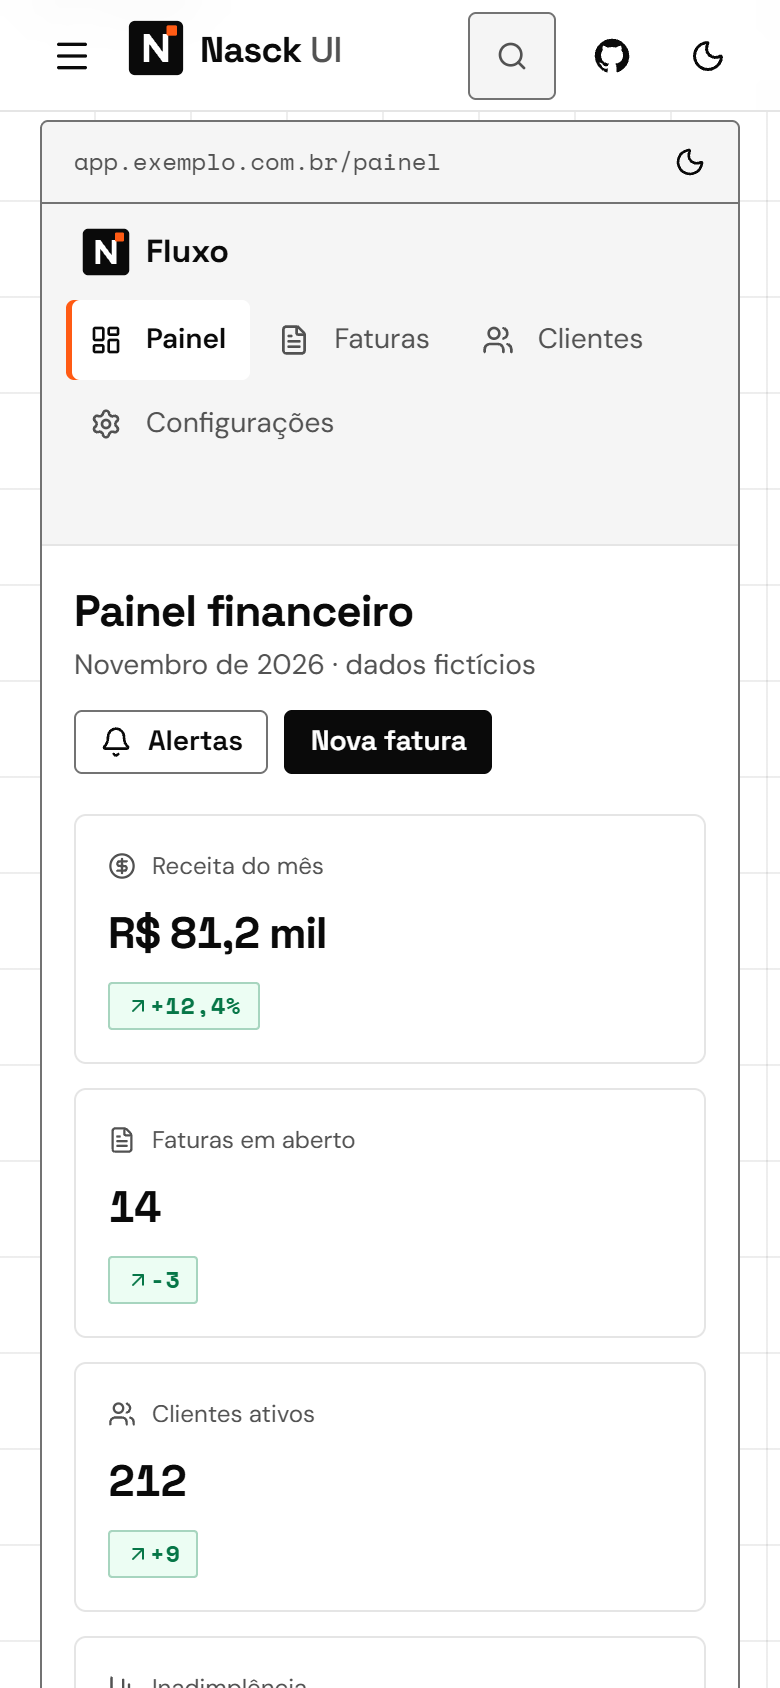 Nasck UI
app.exemplo.com.br/painel
Fluxo
Painel
Faturas
Clientes
Configurações
Painel financeiro
Novembro de 2026 · dados fictícios
Alertas
Nova fatura
Receita do mês
R$ 81,2 mil
+12,4%
Faturas em aberto
14
-3
Clientes ativos
212
+9
Inadimplência